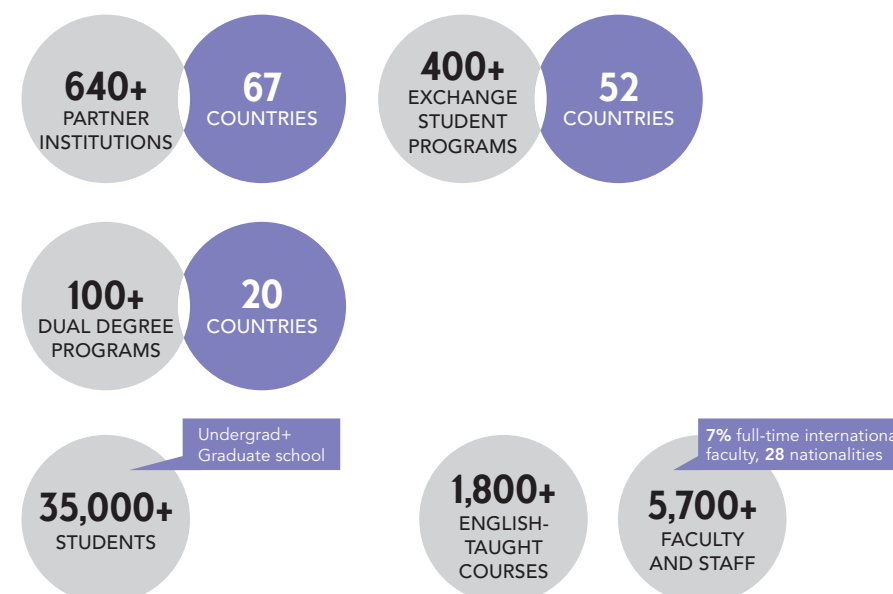 640+
PARTNER
INSTITUTIONS
67
COUNTRIES
400+
EXCHANGE
STUDENT
PROGRAMS
52
COUNTRIES
100+
DUAL DEGREE
PROGRAMS
20
COUNTRIES
Undergrad+
Graduate school
35,000+
STUDENTS
1,800+
ENGLISH-
TAUGHT
COURSES
7% full-time internationa
faculty, 28 nationalities
5,700+
FACULTY
AND STAFF